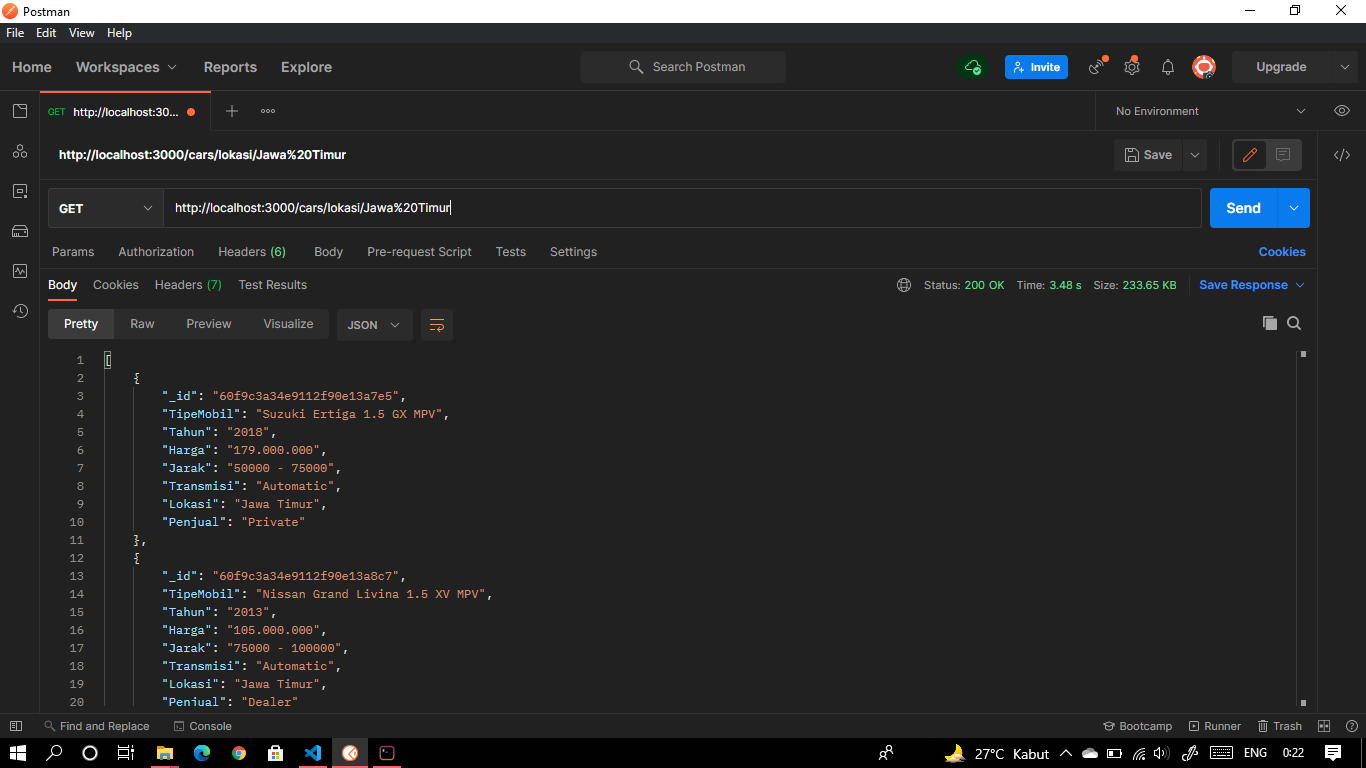 Postman
File Edit View Help
Home Workspaces Reports Explore Search Postman Invite Upgrade
GET http://localhost:30... No Environment
http://localhost:3000/cars/lokasi/Jawa%20Timur Save
GET http://localhost:3000/cars/lokasi/Jawa%20Timur Send
Params Authorization Headers (6) Body Pre-request Script Tests Settings Cookies
Body Cookies Headers (7) Test Results Status: 200 OK Time: 3.48 s Size: 233.65 KB Save Response
Pretty Raw Preview Visualize JSON
1 [
2 {
3 "_id": "60f9c3a34e9112f90e13a7e5",
4 "TipeMobil": "Suzuki Ertiga 1.5 GX MPV",
5 "Tahun": "2018",
6 "Harga": "179.000.000",
7 "Jarak": "50000 - 75000",
8 "Transmisi": "Automatic",
9 "Lokasi": "Jawa Timur",
10 "Penjual": "Private"
11 },
12 {
13 "_id": "60f9c3a34e9112f90e13a8c7",
14 "TipeMobil": "Nissan Grand Livina 1.5 XV MPV",
15 "Tahun": "2013",
16 "Harga": "105.000.000",
17 "Jarak": "75000 - 100000",
18 "Transmisi": "Automatic",
19 "Lokasi": "Jawa Timur",
20 "Penjual": "Dealer"
Find and Replace Console Bootcamp Runner Trash
27°C Kabut ENG 0:22